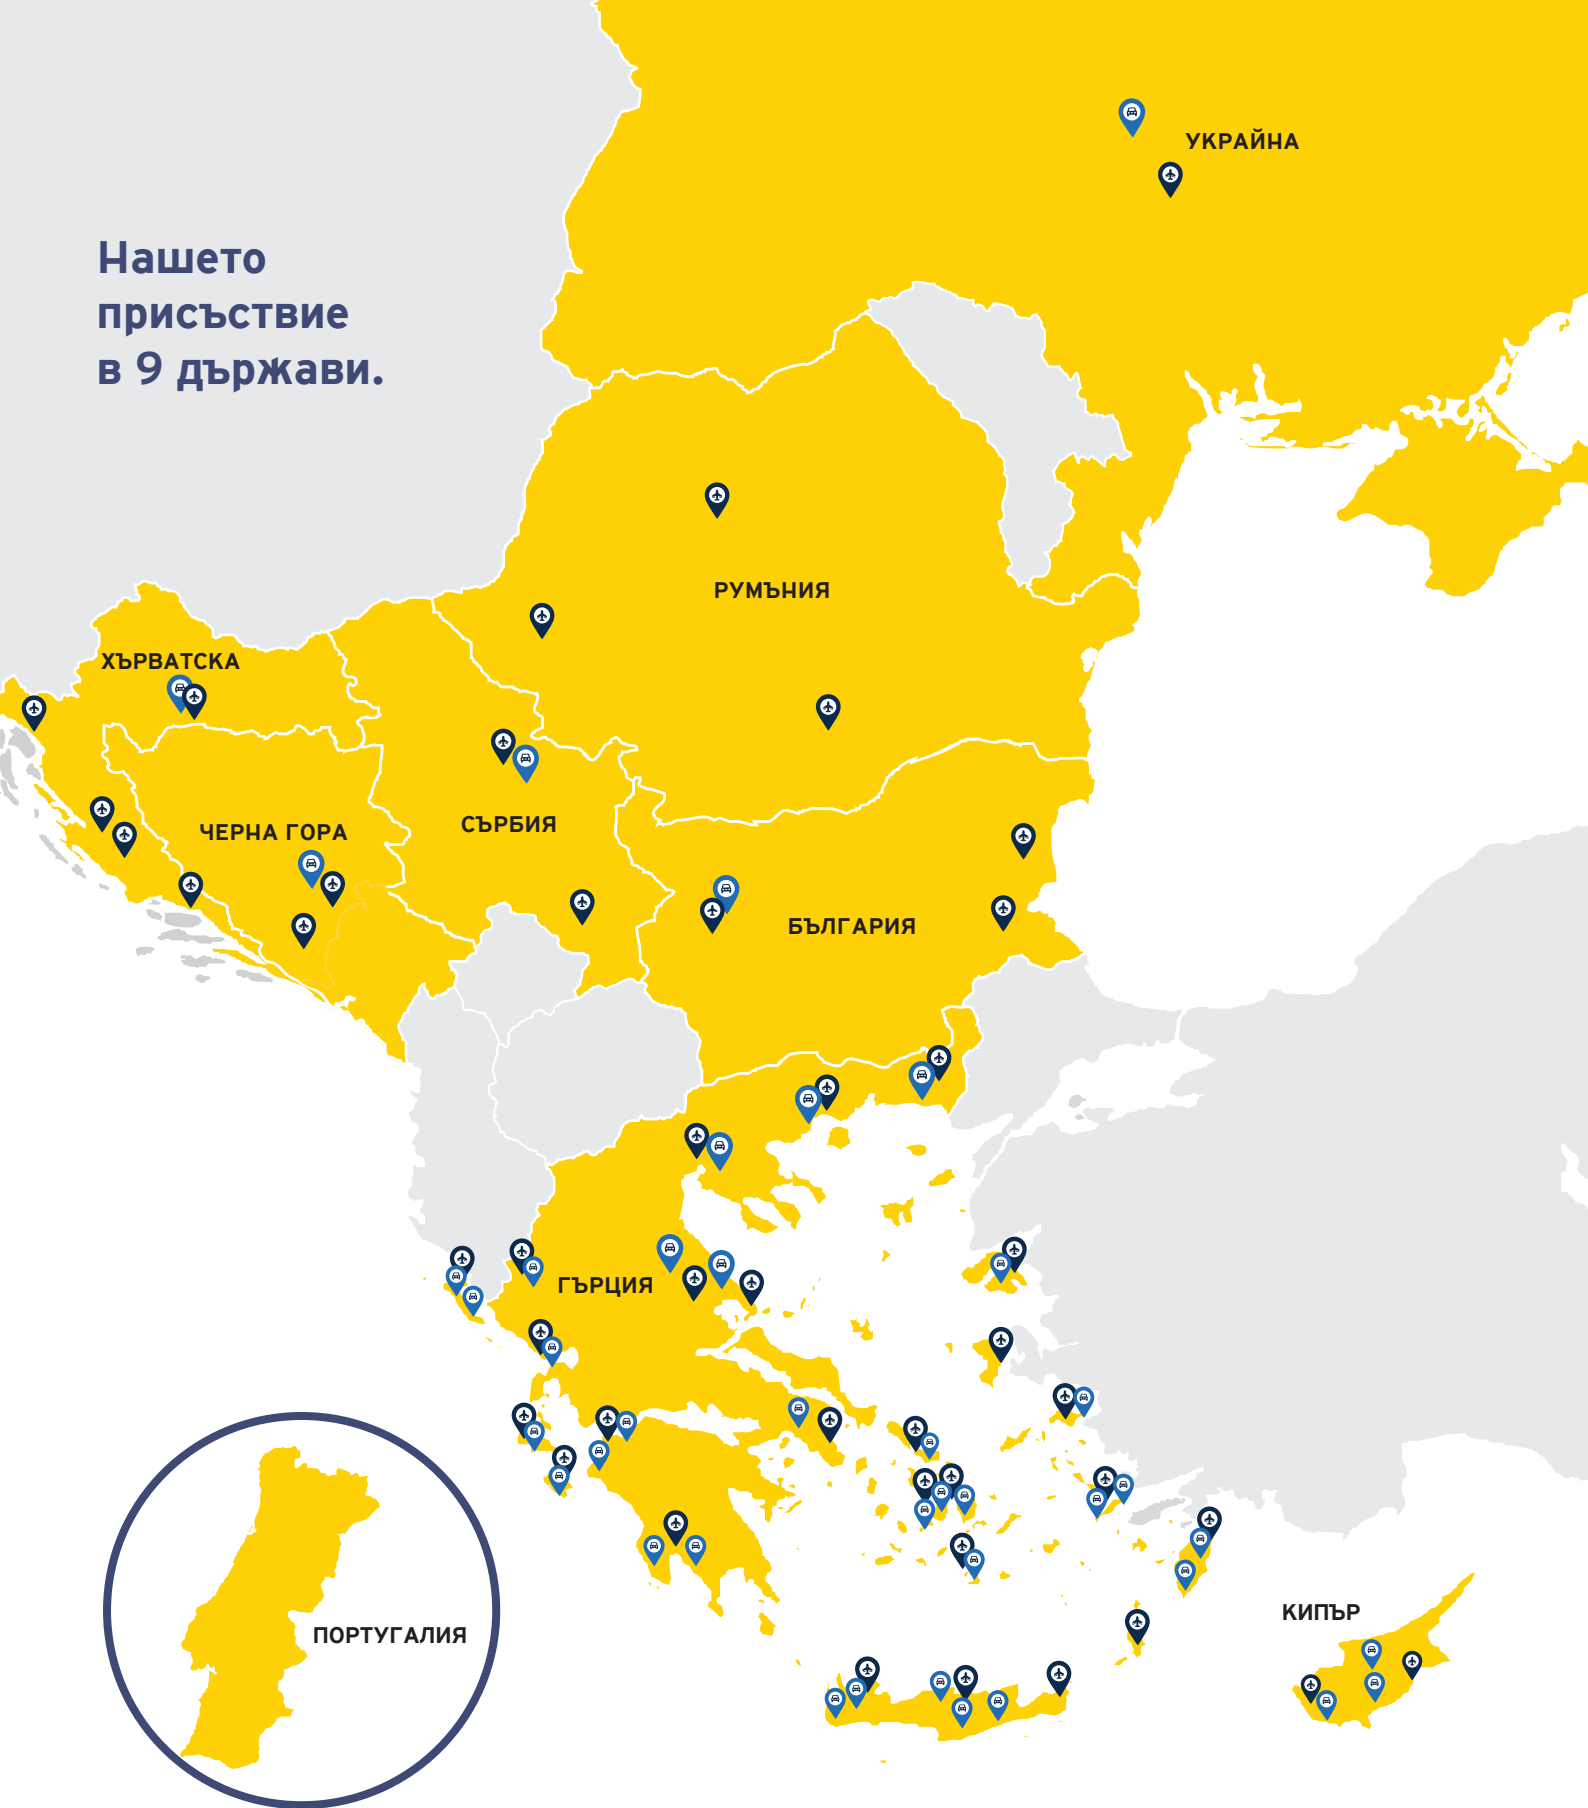 УКРАЙНА
Нашето
присъствие
в 9 държави.
РУМЪНИЯ
ХЪРВАТСКА
СЪРБИЯ
ЧЕРНА ГОРА
БЪЛГАРИЯ
ГЪРЦИЯ
КИПЪР
ПОРТУГАЛИЯ